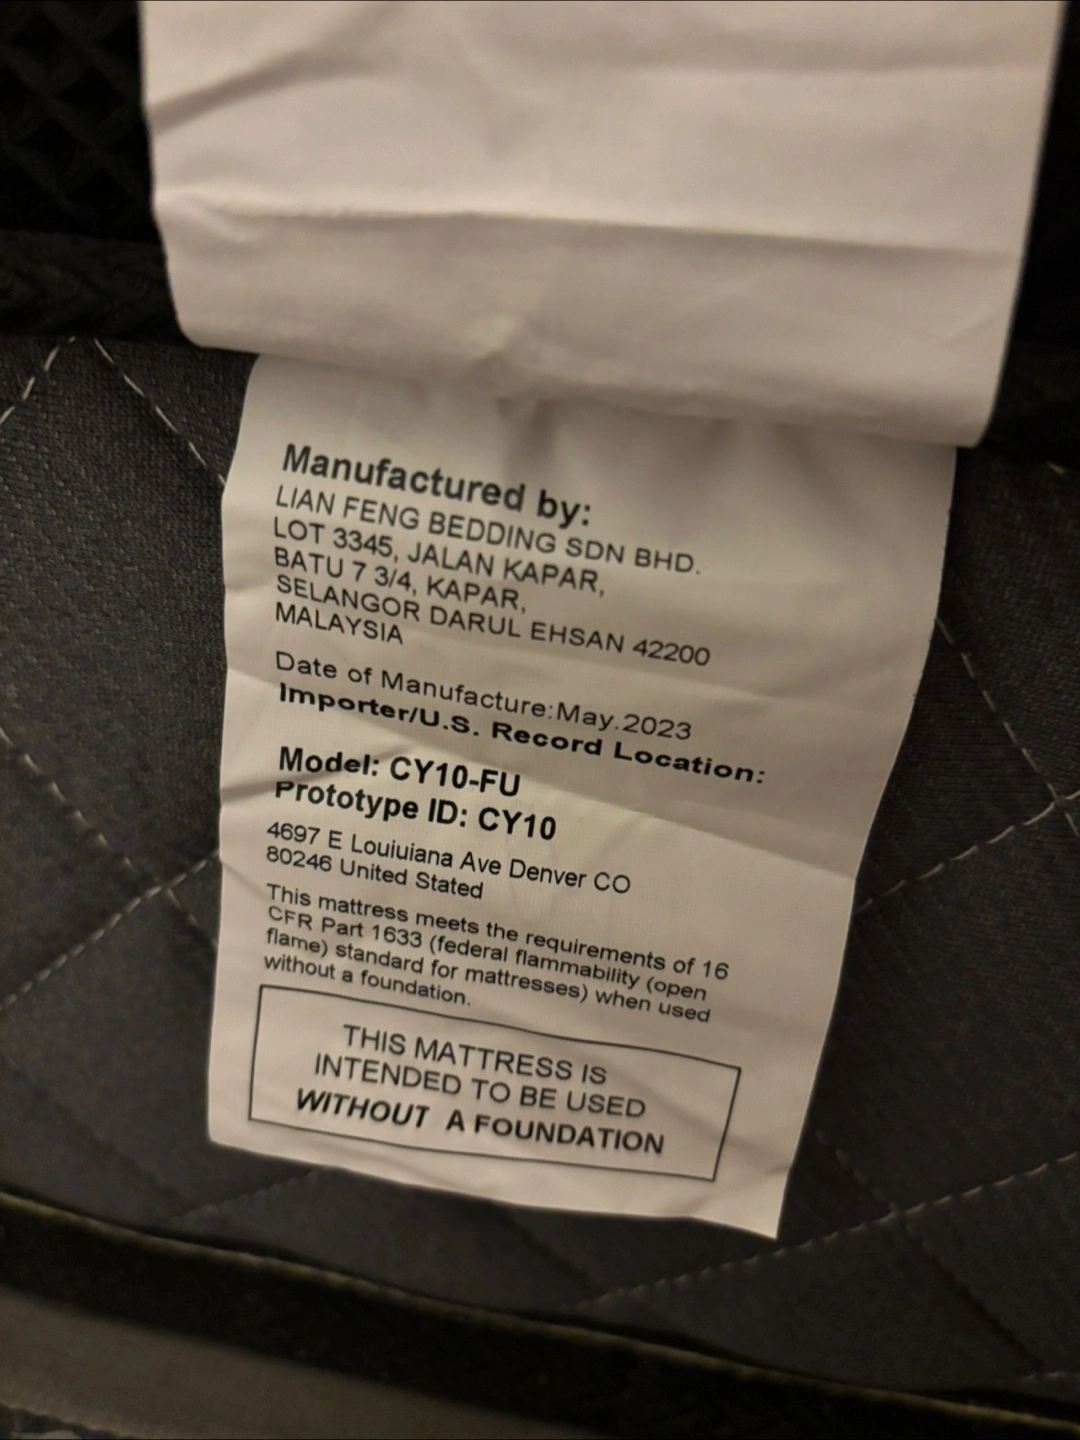 Manufactured by:
LIAN FENG BEDDING SDN BHD.
LOT 3345, JALAN KAPAR,
BATU 7 3/4, KAPAR,
SELANGOR DARUL EHSAN 42200
MALAYSIA
Date of Manufacture:May.2023
Importer/U.S. Record Location:
Model: CY10-FU
Prototype ID: CY10
4697 E Louiuiana Ave Denver CO
80246 United Stated
This mattress meets the requirements of 16
CFR Part 1633 (federal flammability (open
flame) standard for mattresses) when used
without a foundation.
THIS MATTRESS IS
INTENDED TO BE USED
WITHOUT A FOUNDATION